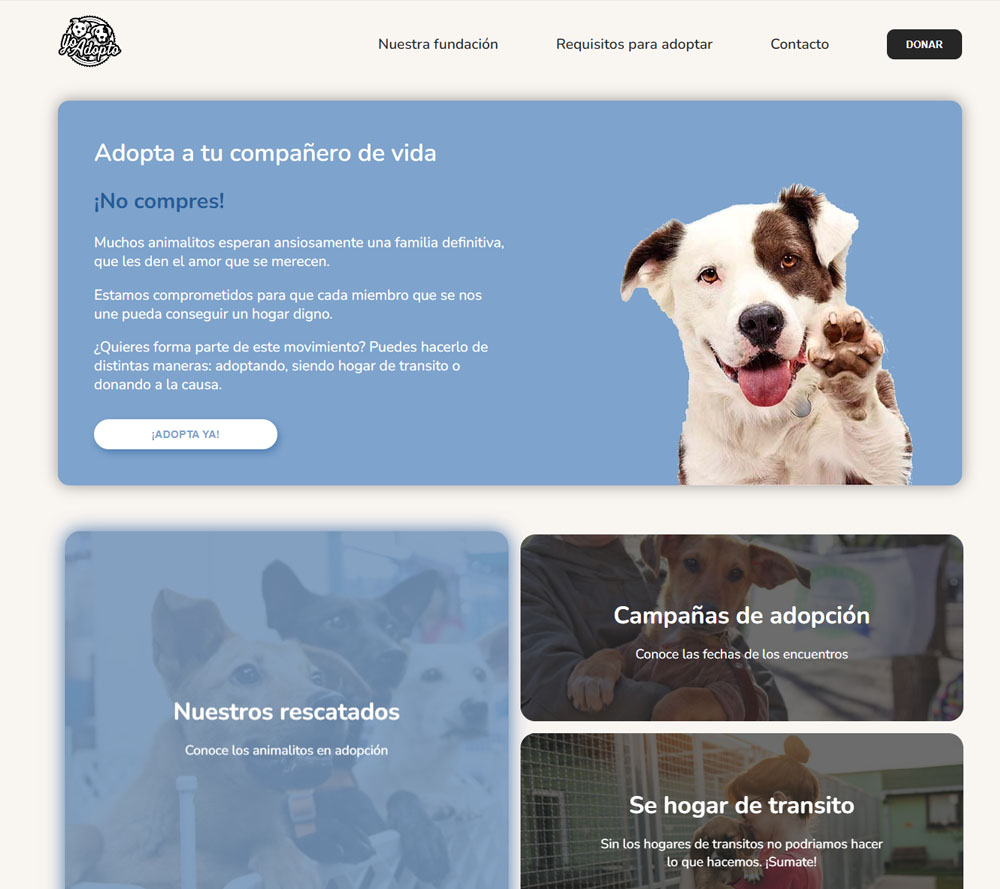 Yo Adopto
Nuestra fundación
Requisitos para adoptar
Contacto
DONAR
Adopta a tu compañero de vida
¡No compres!
Muchos animalitos esperan ansiosamente una familia definitiva,
que les den el amor que se merecen.
Estamos comprometidos para que cada miembro que se nos
une pueda conseguir un hogar digno.
¿Quieres forma parte de este movimiento? Puedes hacerlo de
distintas maneras: adoptando, siendo hogar de transito o
donando a la causa.
¡ADOPTA YA!
Nuestros rescatados
Conoce los animalitos en adopción
Campañas de adopción
Conoce las fechas de los encuentros
Se hogar de transito
Sin los hogares de transitos no podriamos hacer
lo que hacemos. ¡Sumate!